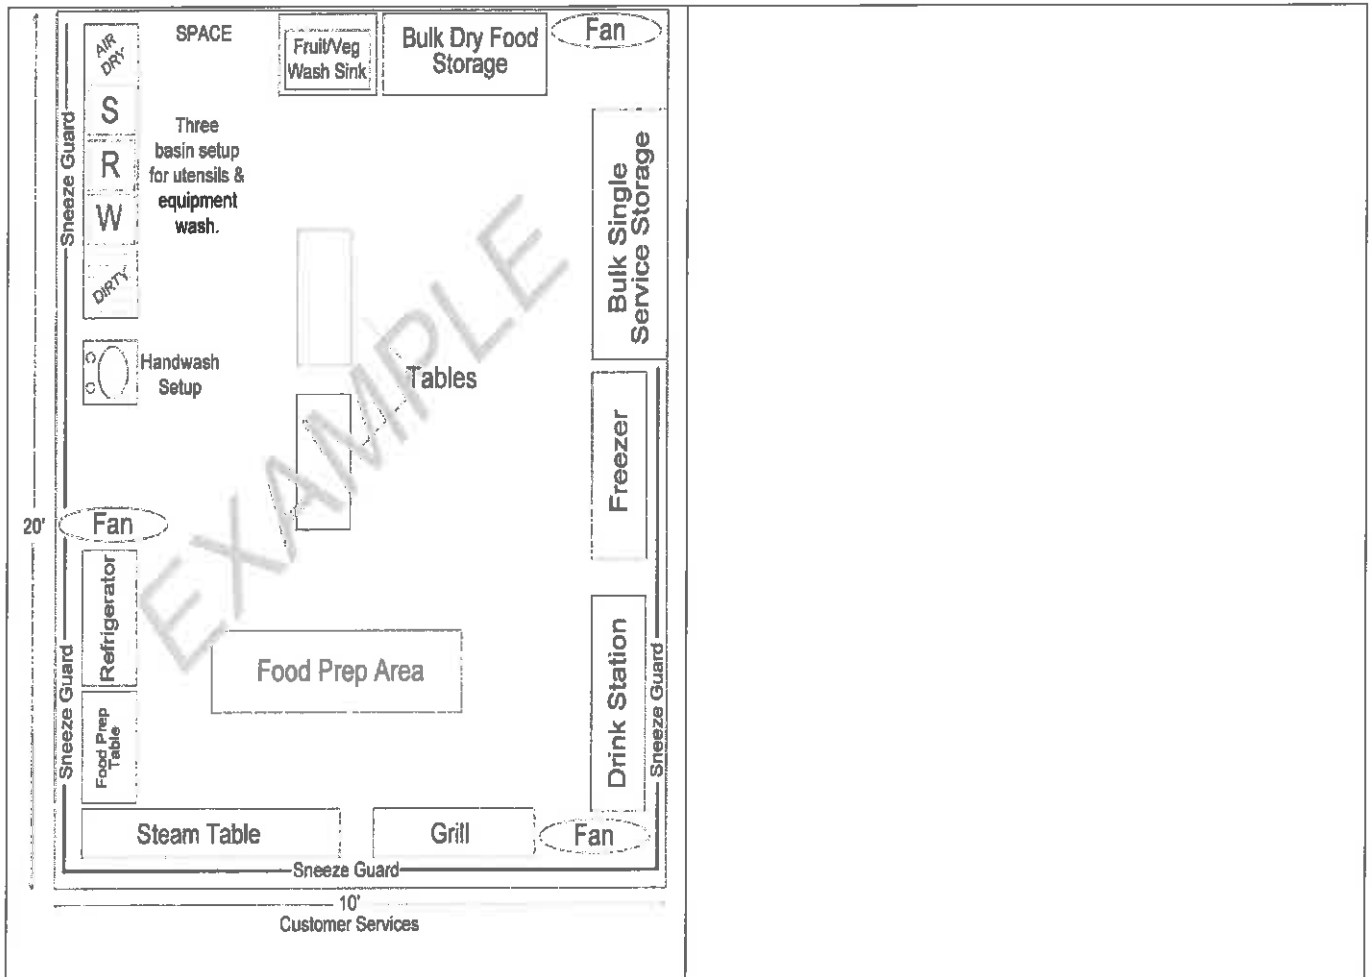 AIR
DRY
SPACE
Fruit/Veg
Wash Sink
Bulk Dry Food
Storage
Fan
S
R
W
DIRTY
Three
basin setup
for utensils &
equipment
wash.
Sneeze Guard
Bulk Single
Service Storage
Handwash
Setup
Tables
EXAMPLE
Freezer
20'
Fan
Refrigerator
Food Prep Area
Drink Station
Sneeze Guard
Sneeze Guard
Food Prep
Table
Steam Table
Grill
Fan
Sneeze Guard
10'
Customer Services